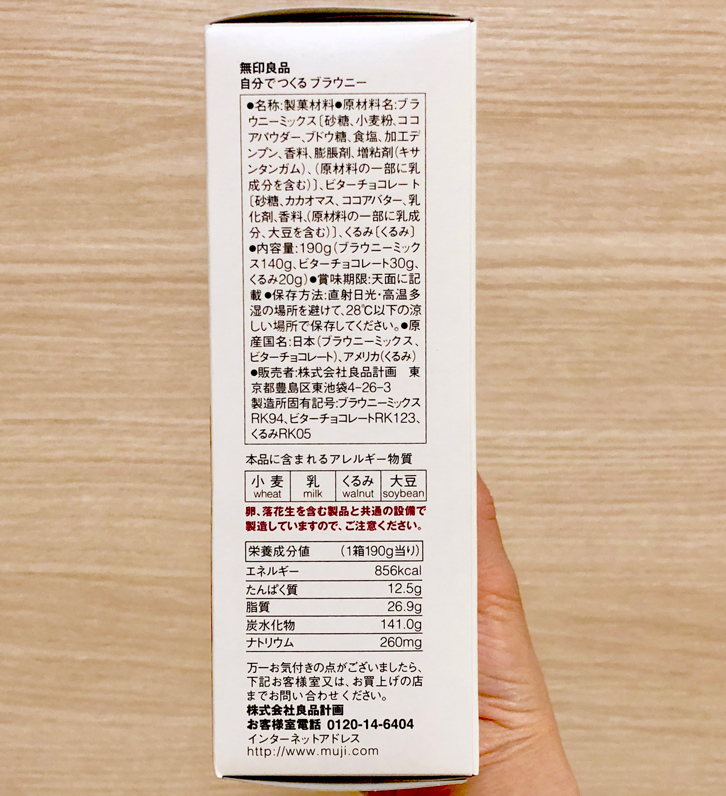 無印良品
自分でつくるブラウニー
●名称:製菓材料●原材料名:ブラ
ウニーミックス〔砂糖、小麦粉、ココ
アパウダー、ブドウ糖、食塩、加工デ
ンプン、香料、膨脹剤、増粘剤(キサ
ンタンガム)、(原材料の一部に乳
成分を含む)〕、ビターチョコレート
〔砂糖、カカオマス、ココアバター、乳
化剤、香料、(原材料の一部に乳成
分、大豆を含む)〕、くるみ〔くるみ〕
●内容量:190g(ブラウニーミック
ス140g、ビターチョコレート30g、
くるみ20g)●賞味期限:天面に記
載●保存方法:直射日光・高温多
湿の場所を避けて、28℃以下の涼
しい場所で保存してください。●原
産国名:日本(ブラウニーミックス、
ビターチョコレート)、アメリカ(くるみ)
●販売者:株式会社良品計画 東
京都豊島区東池袋4-26-3
製造所固有記号:ブラウニーミックス
RK94、ビターチョコレートRK123、
くるみRK05
本品に含まれるアレルギー物質
小麦 乳 くるみ 大豆
wheat milk walnut soybean
卵、落花生を含む製品と共通の設備で
製造していますので、ご注意ください。
栄養成分値 (1箱190g当り)
エネルギー 856kcal
たんぱく質 12.5g
脂質 26.9g
炭水化物 141.0g
ナトリウム 260mg
万一お気付きの点がございましたら、
下記お客様室又は、お買上げの店
までお問い合わせください。
株式会社良品計画
お客様室電話 0120-14-6404
インターネットアドレス
http://www.muji.com